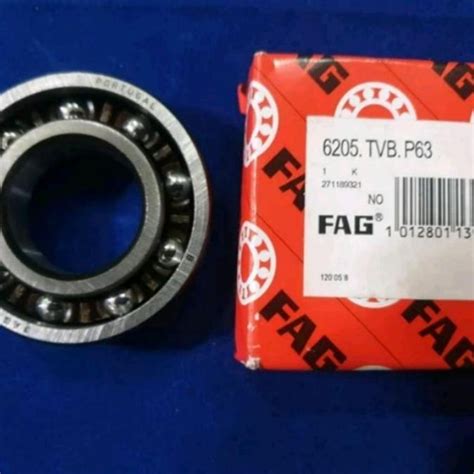 PORTUGAL
FAG
6205.TVB.P63
1 K
271189321
NO
FAG®
1 012801 13
120 05 8
FAG
FAG